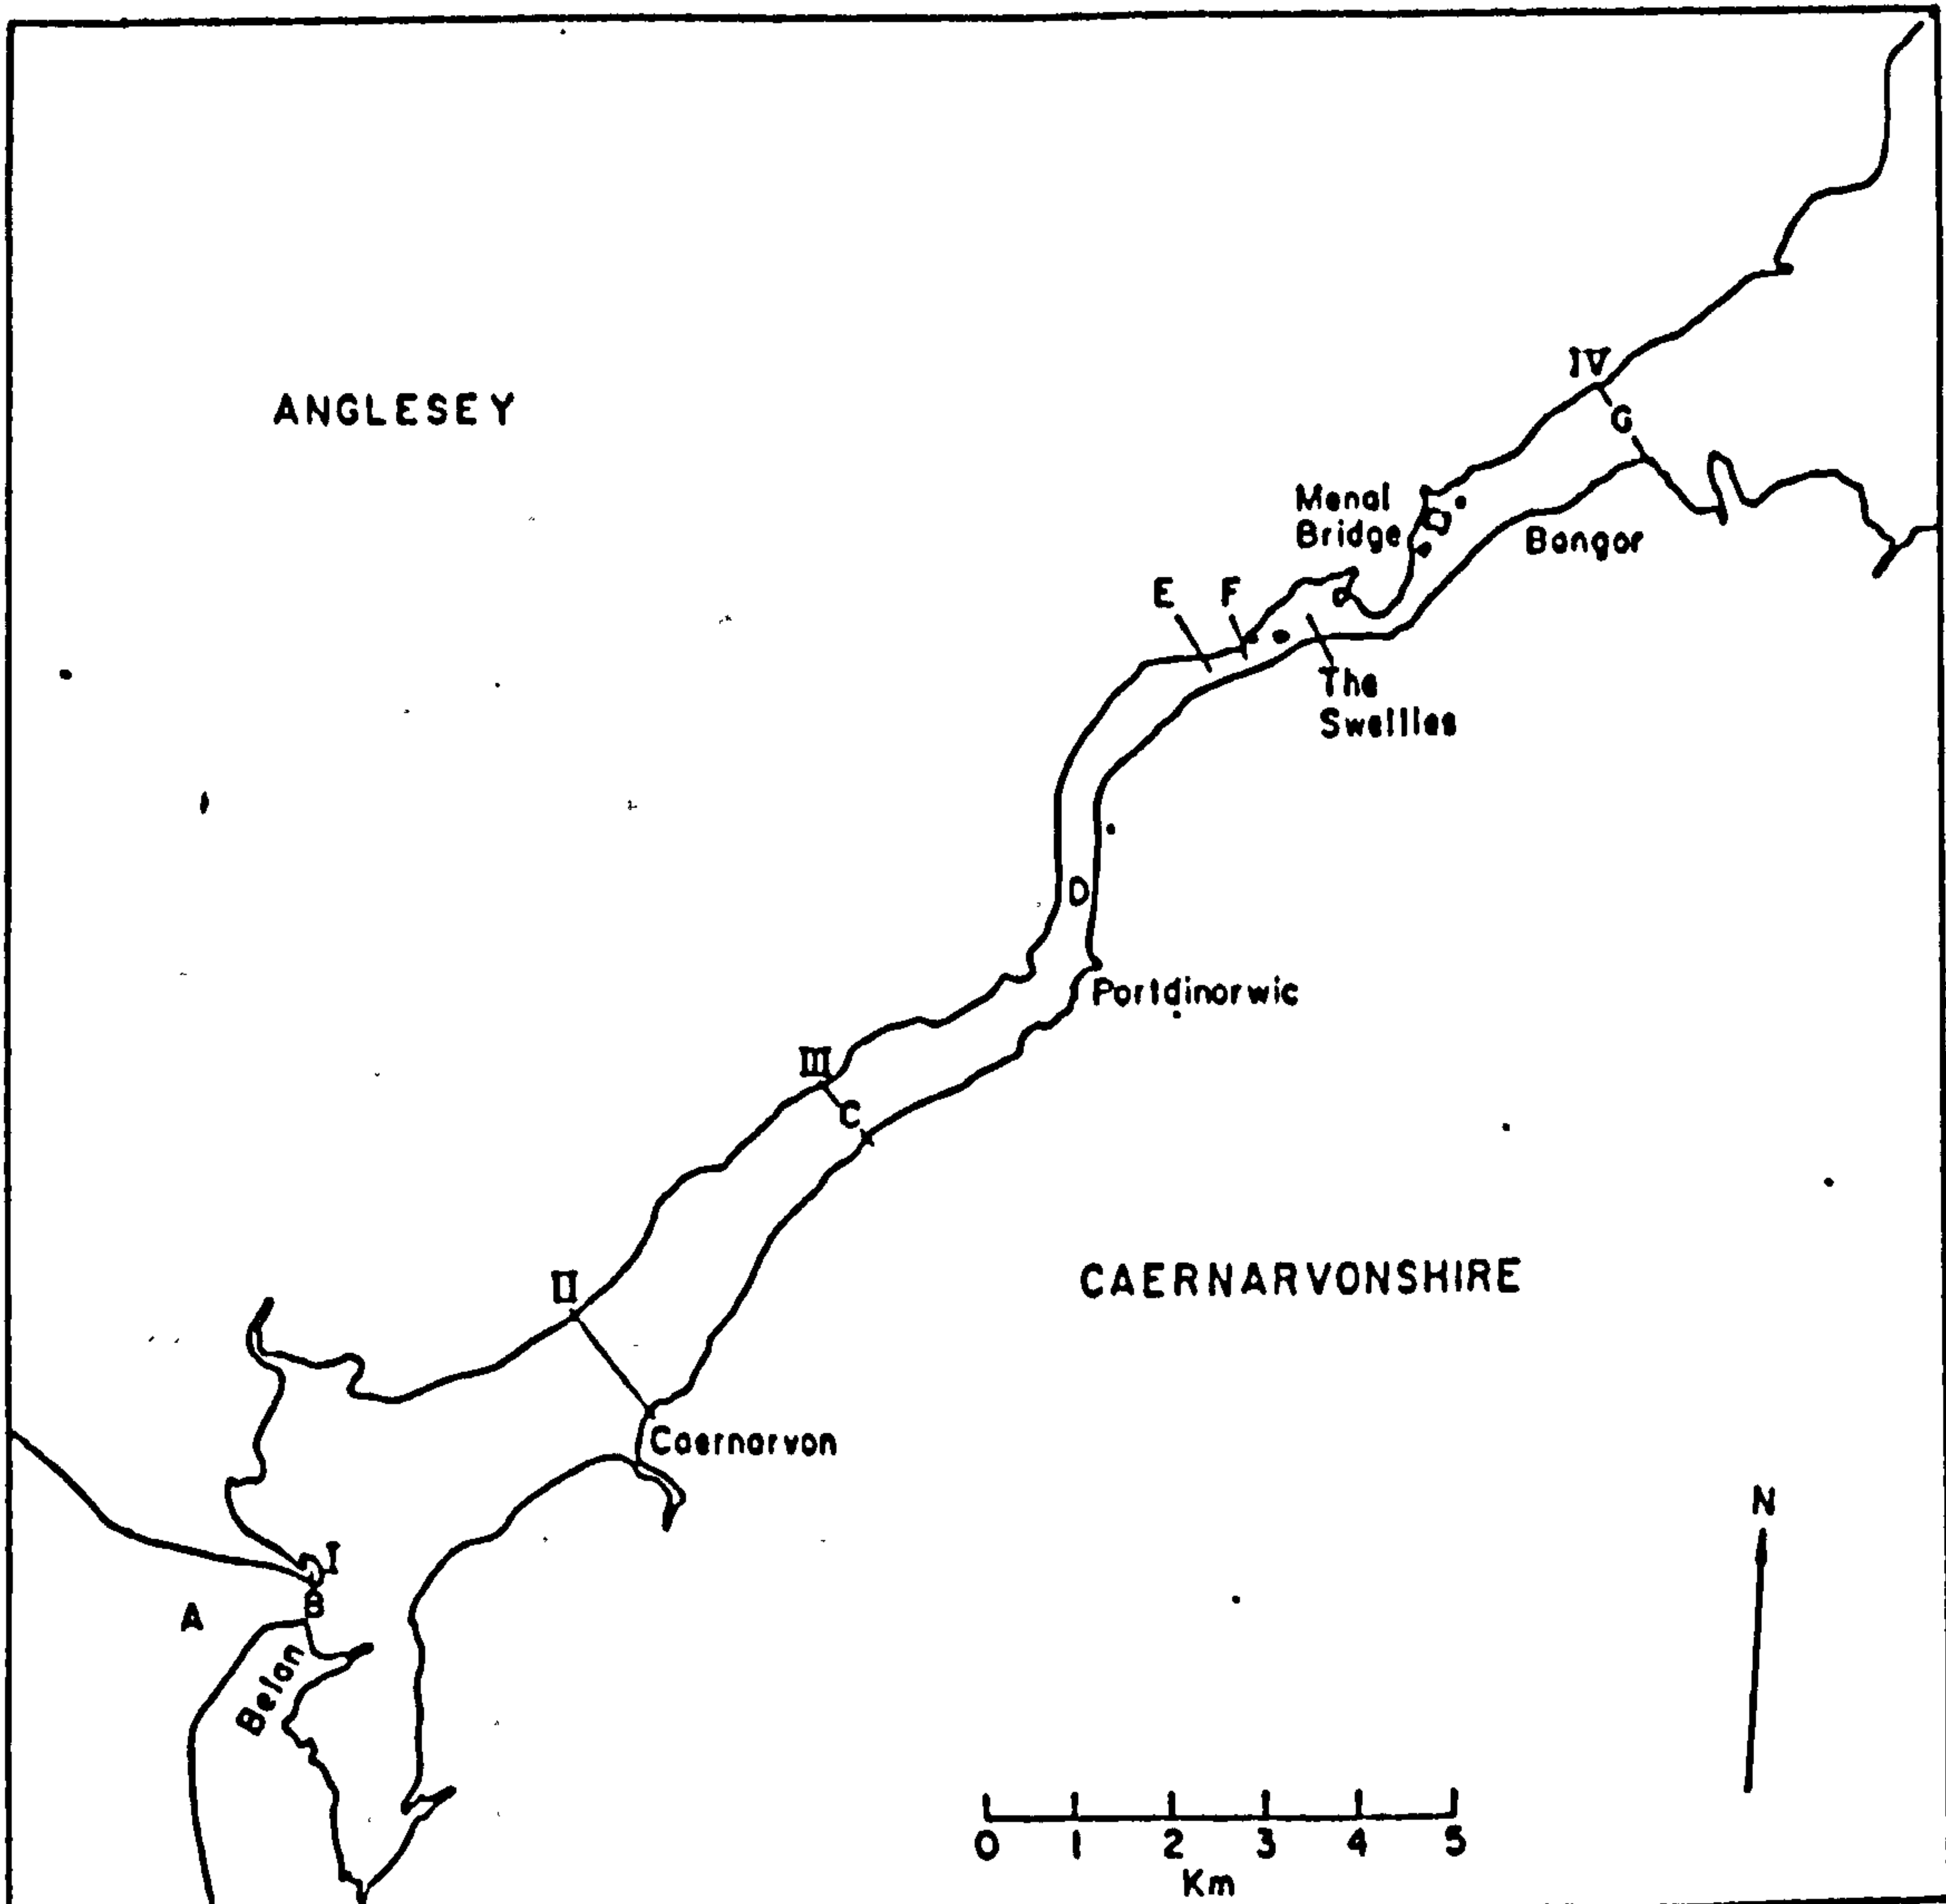 IV
ANGLESEY
G
Menai
Bridge
Bangor
E
F
The
Swellies
D
Portdinorwic
III
C
II
CAERNARVONSHIRE
Caernarvon
N
I
B
A
Belan
0 1 2 3 4 5
Km